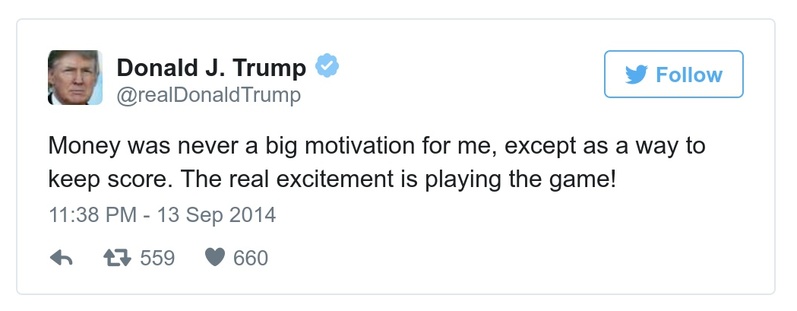 Donald J. Trump
@realDonaldTrump
Follow
Money was never a big motivation for me, except as a way to
keep score. The real excitement is playing the game!
11:38 PM - 13 Sep 2014
559 660